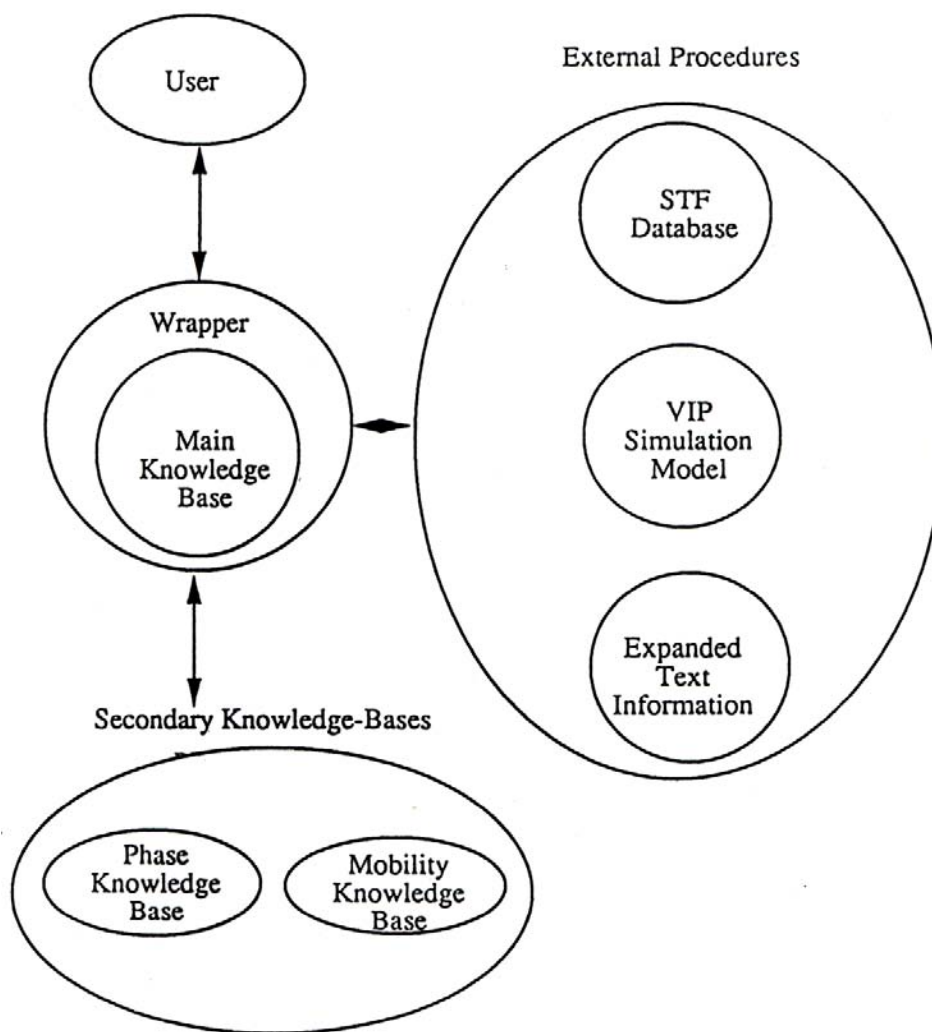 User
External Procedures
STF
Database
Wrapper
Main
Knowledge
Base
VIP
Simulation
Model
Expanded
Text
Information
Secondary Knowledge-Bases
Phase
Knowledge
Base
Mobility
Knowledge
Base